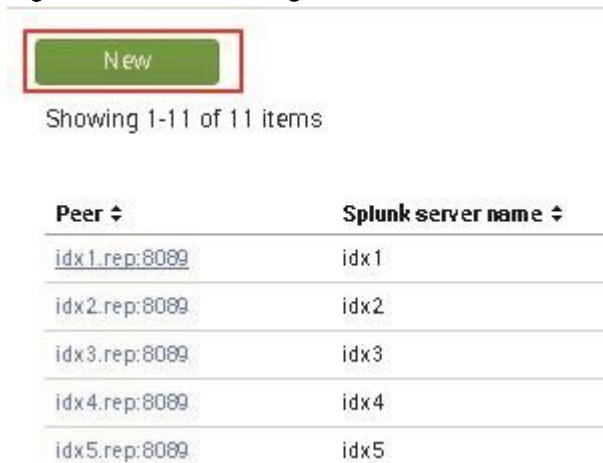 New
Showing 1-11 of 11 items
Peer Splunk server name
idx1.rep:8089 idx1
idx2.rep:8089 idx2
idx3.rep:8089 idx3
idx4.rep:8089 idx4
idx5.rep:8089 idx5